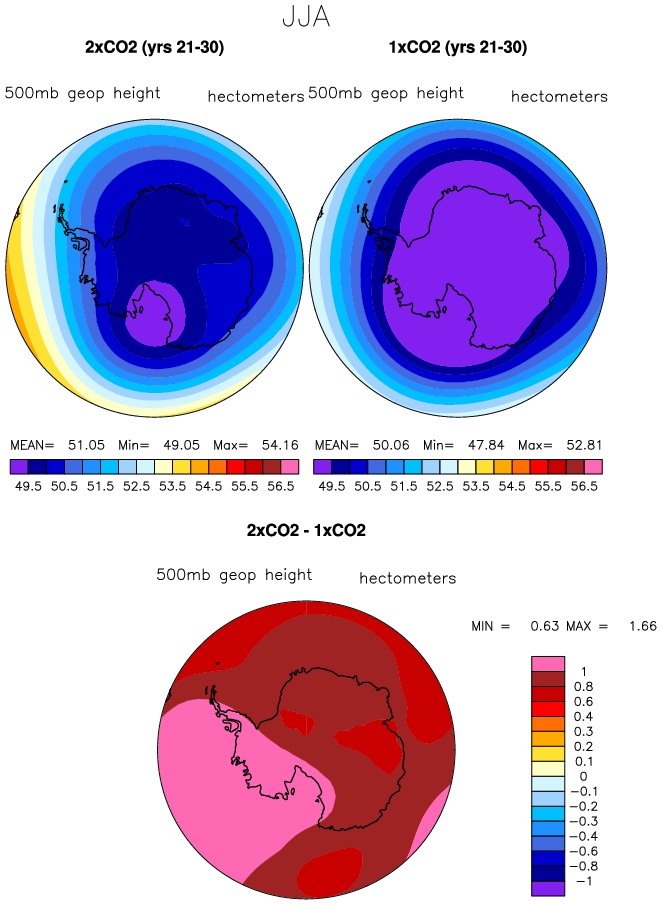 JJA
2xCO2 (yrs 21-30) 1xCO2 (yrs 21-30)
500mb geop height hectometers 500mb geop height hectometers
MEAN= 51.05 Min= 49.05 Max= 54.16 MEAN= 50.06 Min= 47.84 Max= 52.81
49.5 50.5 51.5 52.5 53.5 54.5 55.5 56.5 49.5 50.5 51.5 52.5 53.5 54.5 55.5 56.5
2xCO2 - 1xCO2
500mb geop height hectometers
MIN = 0.63 MAX = 1.66
1
0.8
0.6
0.4
0.3
0.2
0.1
0
-0.1
-0.2
-0.3
-0.4
-0.6
-0.8
-1